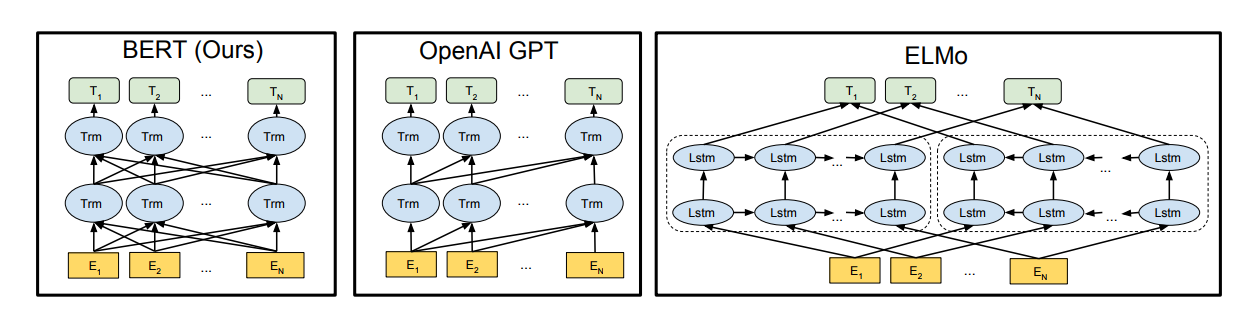 BERT (Ours)
T1 T2 ... TN
Trm Trm ... Trm
Trm Trm ... Trm
E1 E2 ... EN
OpenAI GPT
T1 T2 ... TN
Trm Trm ... Trm
Trm Trm ... Trm
E1 E2 ... EN
ELMo
T1 T2 ... TN
Lstm Lstm ... Lstm Lstm Lstm ... Lstm
Lstm Lstm ... Lstm Lstm Lstm ... Lstm
E1 E2 ... EN